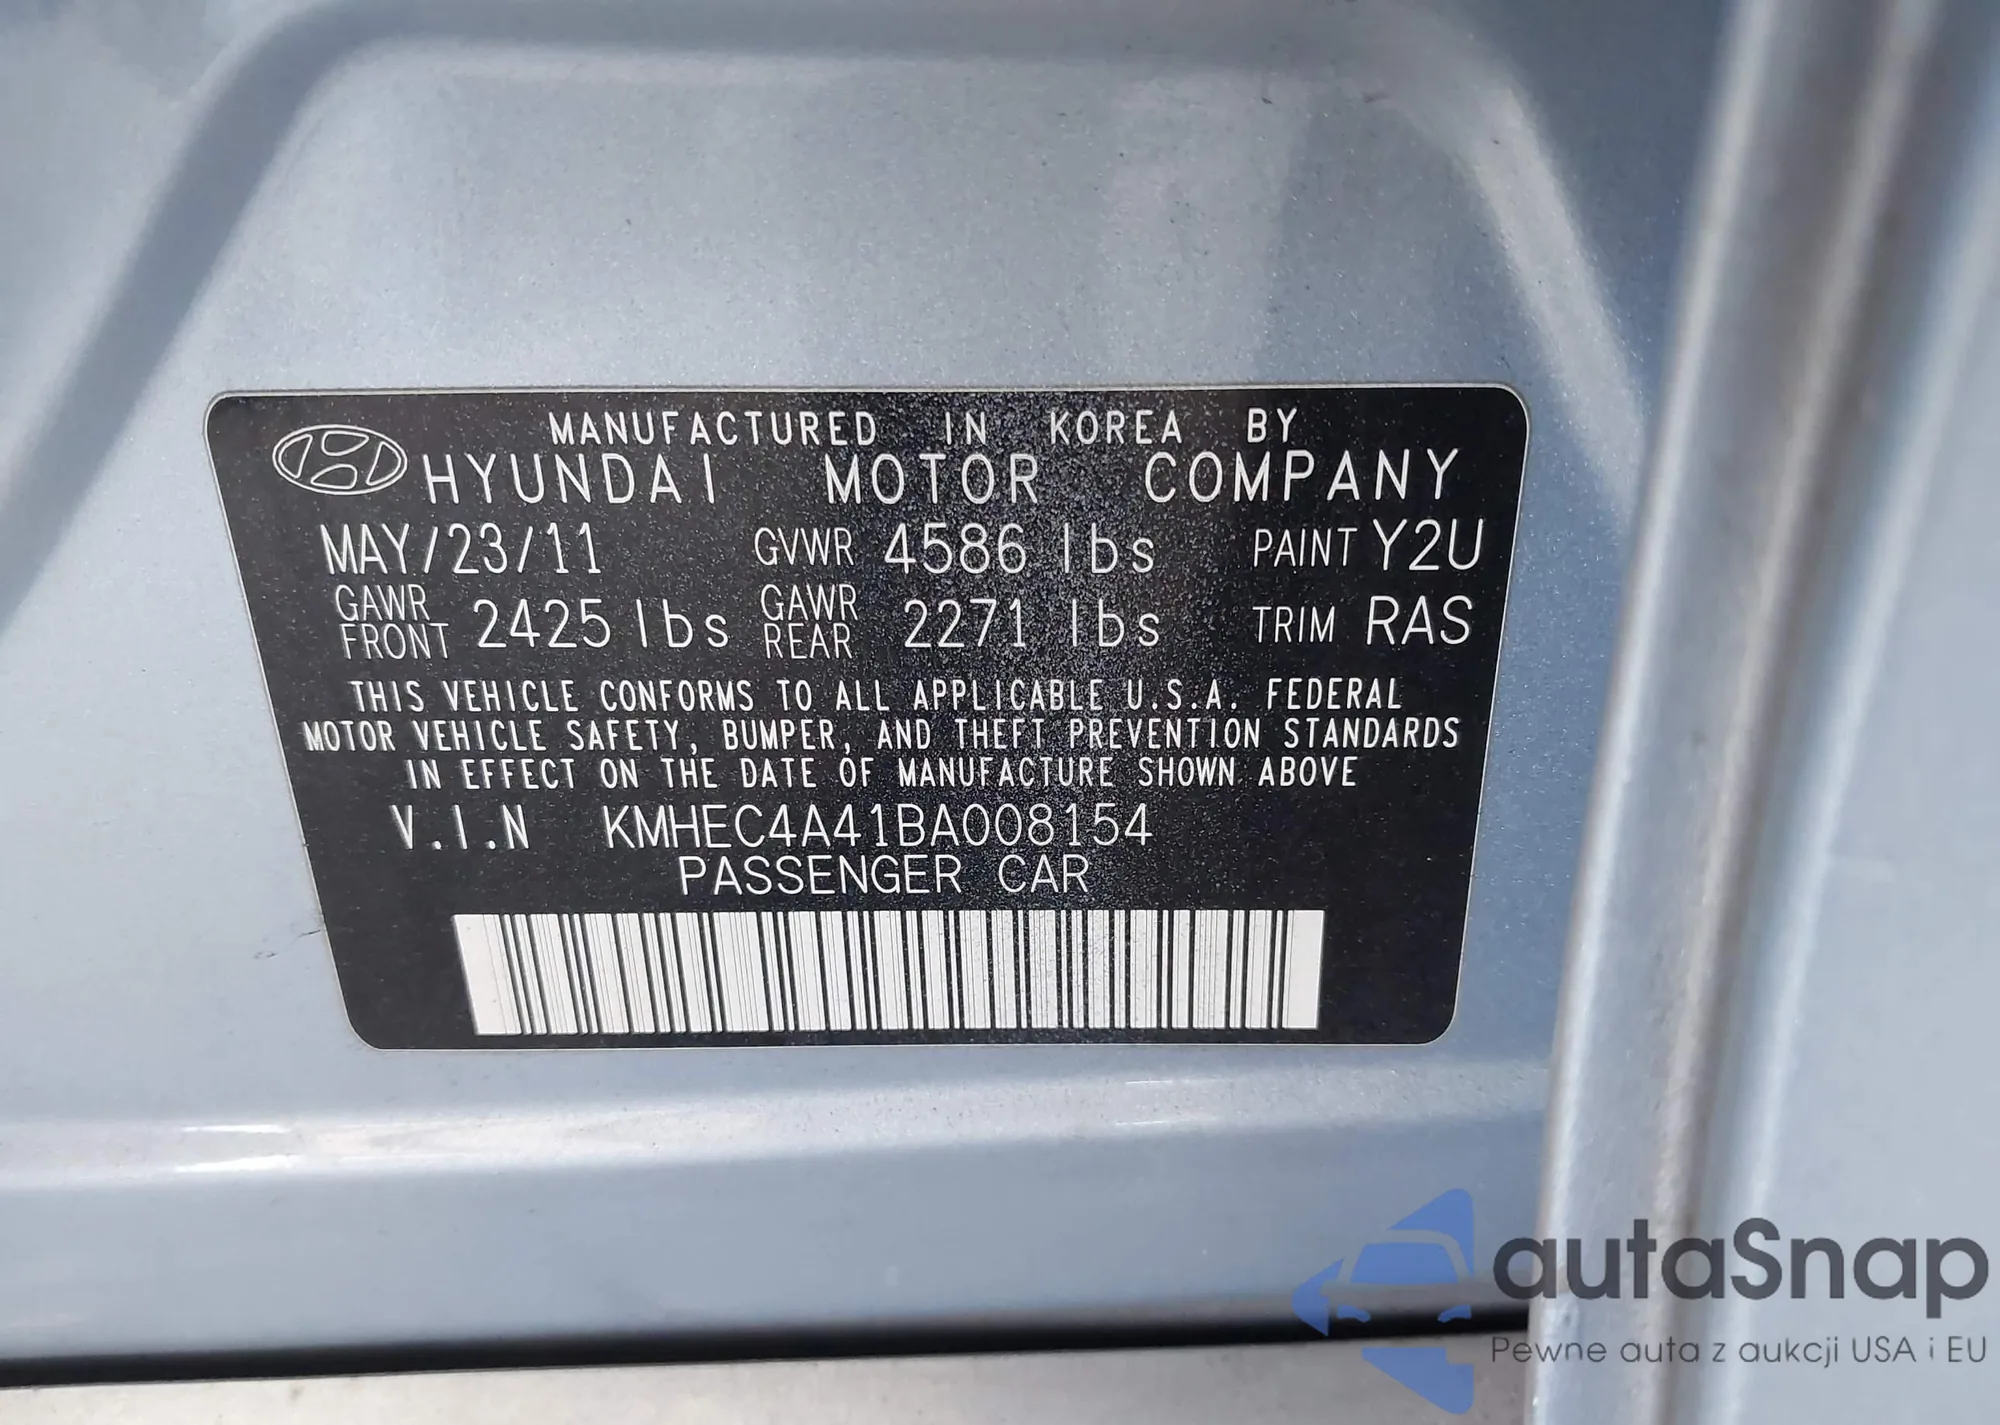 MANUFACTURED IN KOREA BY
HYUNDAI MOTOR COMPANY
MAY/23/11 GVWR 4586 lbs PAINT Y2U
GAWR FRONT 2425 lbs GAWR REAR 2271 lbs TRIM RAS
THIS VEHICLE CONFORMS TO ALL APPLICABLE U.S.A. FEDERAL
MOTOR VEHICLE SAFETY, BUMPER, AND THEFT PREVENTION STANDARDS
IN EFFECT ON THE DATE OF MANUFACTURE SHOWN ABOVE
V.I.N KMHEC4A41BA008154
PASSENGER CAR
autaSnap
Pewne auta z aukcji USA i EU